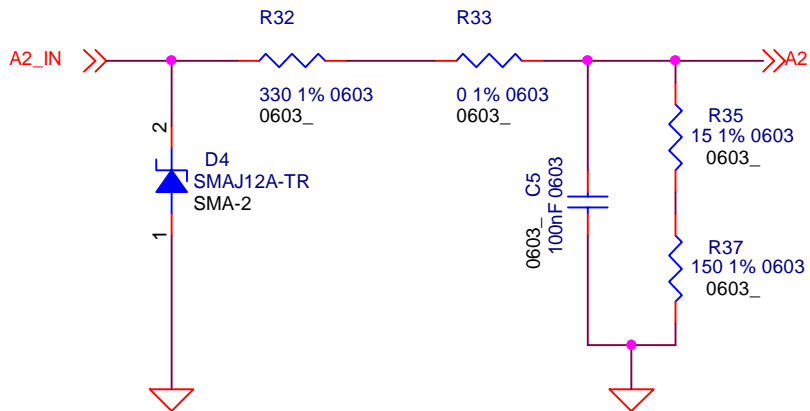 R32
R33
A2_IN
A2
330 1% 0603
0603_
0 1% 0603
0603_
2
D4
SMAJ12A-TR
SMA-2
1
C5
100nF 0603
0603_
R35
15 1% 0603
0603_
R37
150 1% 0603
0603_